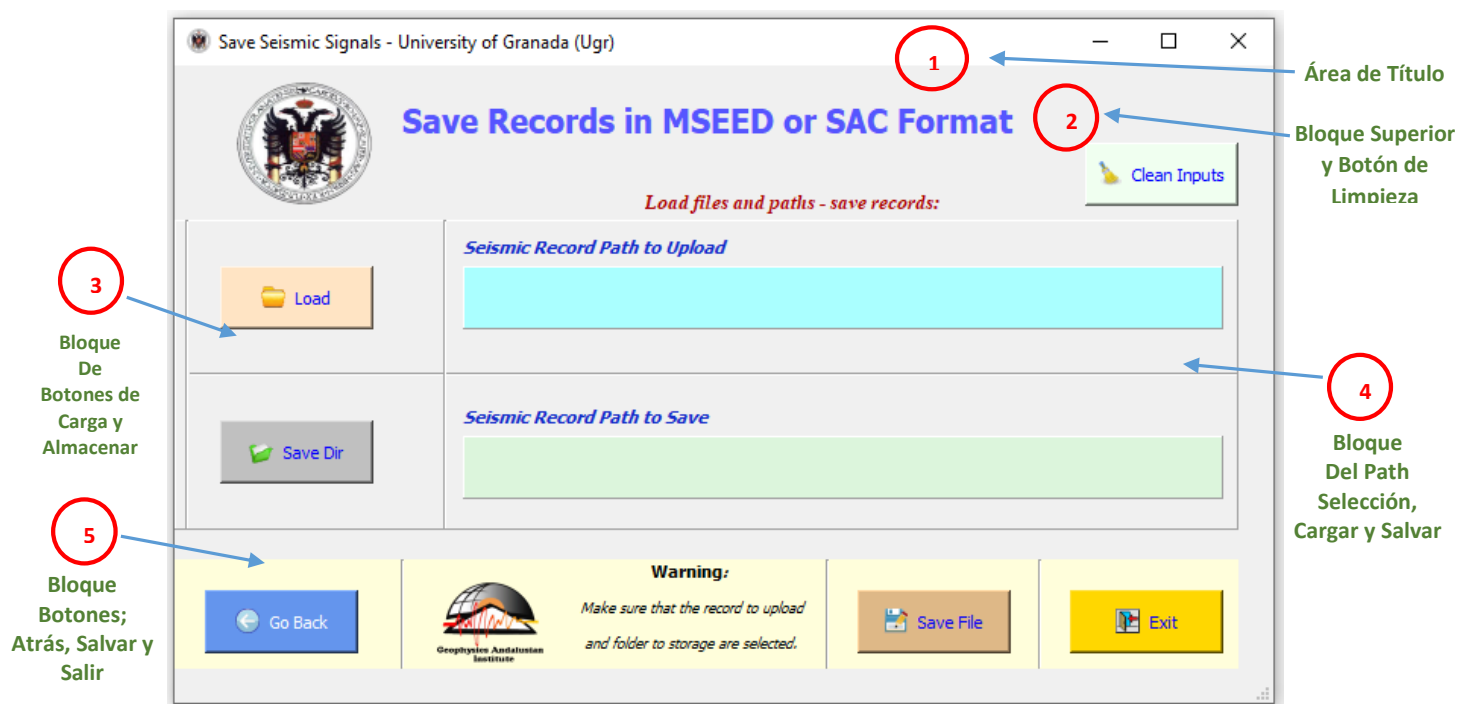 Save Seismic Signals - University of Granada (Ugr)
1
Área de Título
Save Records in MSEED or SAC Format
2
Bloque Superior
y Botón de
Limpieza
Clean Inputs
Load files and paths - save records:
3
Bloque
De
Botones de
Carga y
Almacenar
Load
Seismic Record Path to Upload
Save Dir
Seismic Record Path to Save
4
Bloque
Del Path
Selección,
Cargar y Salvar
5
Bloque
Botones;
Atrás, Salvar y
Salir
Go Back
Geophysics Andalusian
Institute
Warning:
Make sure that the record to upload
and folder to storage are selected.
Save File
Exit